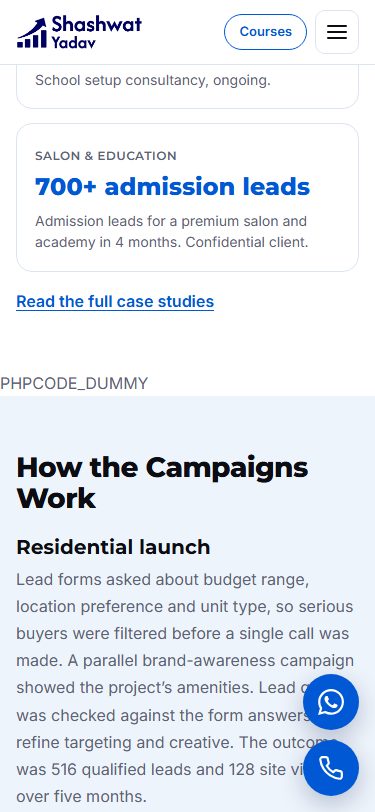 Shashwat
Yadav
Courses
School setup consultancy, ongoing.
SALON & EDUCATION
700+ admission leads
Admission leads for a premium salon and
academy in 4 months. Confidential client.
Read the full case studies
PHPCODE_DUMMY
How the Campaigns
Work
Residential launch
Lead forms asked about budget range,
location preference and unit type, so serious
buyers were filtered before a single call was
made. A parallel brand-awareness campaign
showed the project’s amenities. Lead
was checked against the form answers
refine targeting and creative. The outcome
was 516 qualified leads and 128 site
over five months.